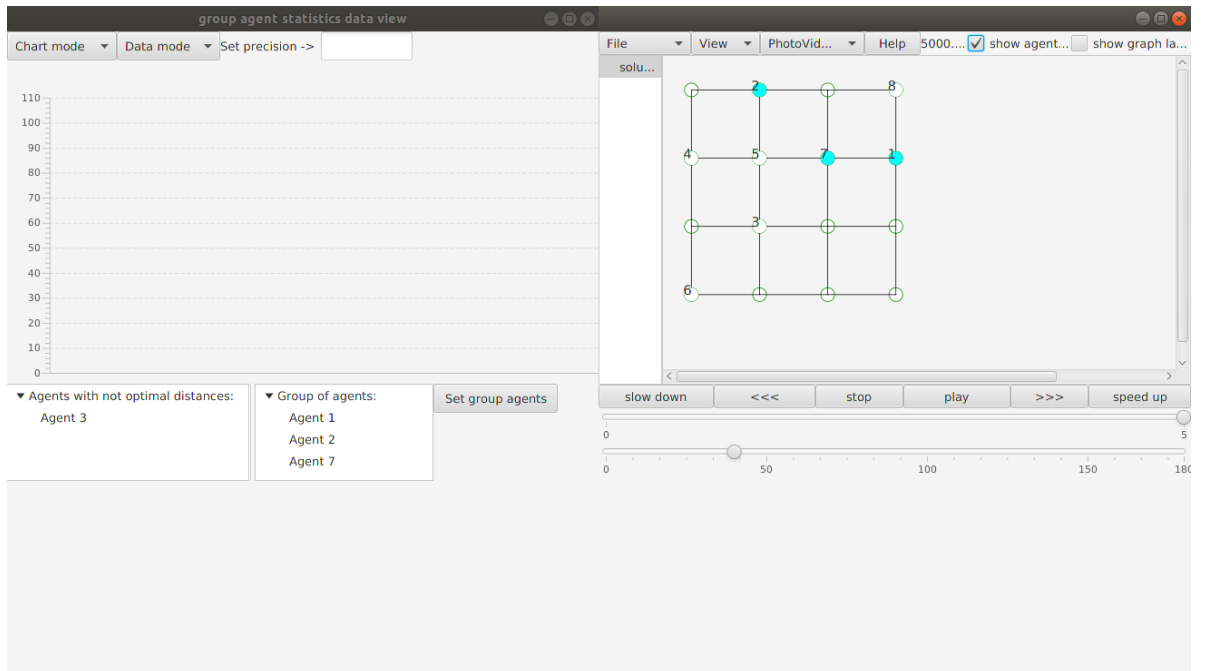 group agent statistics data view
Chart mode Data mode Set precision ->
110
100
90
80
70
60
50
40
30
20
10
0
Agents with not optimal distances:
Agent 3
Group of agents:
Agent 1
Agent 2
Agent 7
Set group agents
File View PhotoVid... Help 5000.... show agent... show graph la...
solu...
2 8
4 5 7 1
3
6
slow down <<< stop play >>> speed up
0 5
0 50 100 150 180